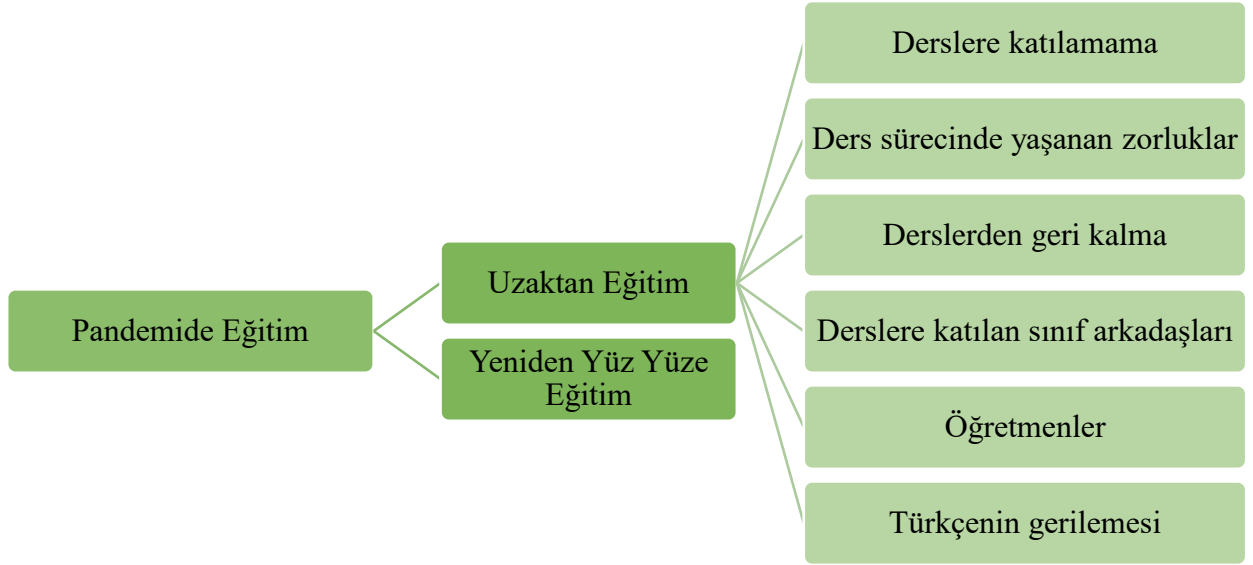 Pandemide Eğitim
Uzaktan Eğitim
Yeniden Yüz Yüze
Eğitim
Derslere katılamama
Ders sürecinde yaşanan zorluklar
Derslerden geri kalma
Derslere katılan sınıf arkadaşları
Öğretmenler
Türkçenin gerilemesi